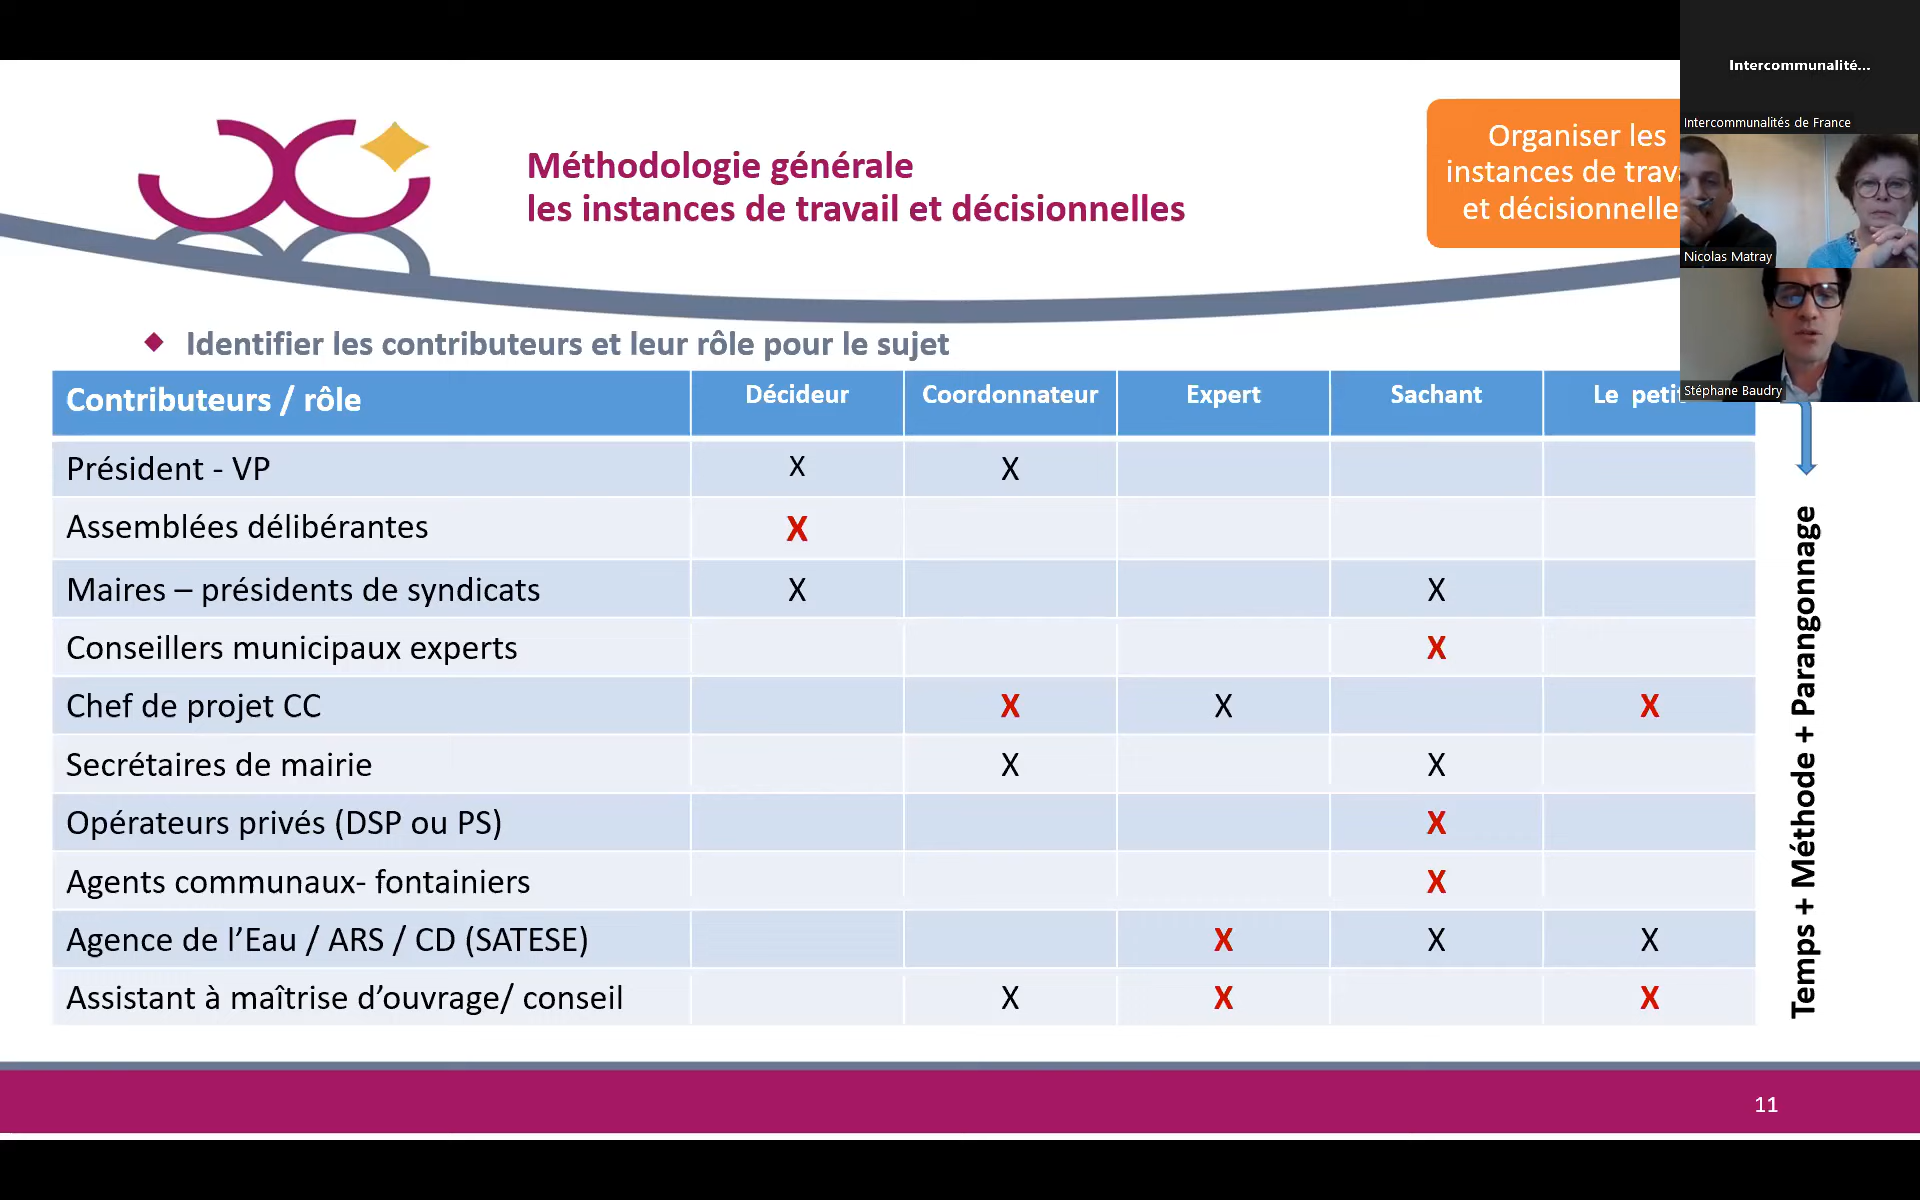 Intercommunalité...
Intercommunalités de France
Nicolas Matray
Stéphane Baudry
Méthodologie générale
les instances de travail et décisionnelles
Organiser les
instances de trav
et décisionnelle
Identifier les contributeurs et leur rôle pour le sujet
Contributeurs / rôle Décideur Coordonnateur Expert Sachant Le petit
Président - VP X X
Assemblées délibérantes X
Maires – présidents de syndicats X X
Conseillers municipaux experts X
Chef de projet CC X X X
Secrétaires de mairie X X
Opérateurs privés (DSP ou PS) X
Agents communaux- fontainiers X
Agence de l’Eau / ARS / CD (SATESE) X X X
Assistant à maîtrise d’ouvrage/ conseil X X X
Temps + Méthode + Parangonnage
11